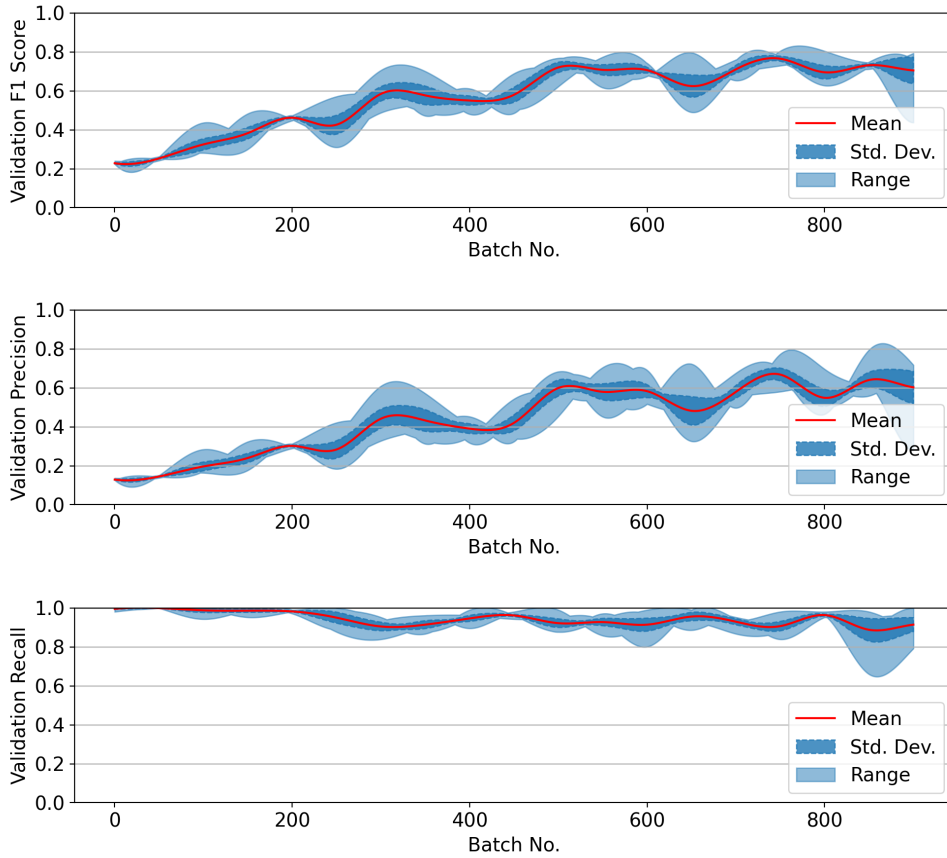 Validation F1 Score
1.0
0.8
0.6
0.4
0.2
0.0
0 200 400 600 800
Batch No.
Mean
Std. Dev.
Range
Validation Precision
1.0
0.8
0.6
0.4
0.2
0.0
0 200 400 600 800
Batch No.
Mean
Std. Dev.
Range
Validation Recall
1.0
0.8
0.6
0.4
0.2
0.0
0 200 400 600 800
Batch No.
Mean
Std. Dev.
Range